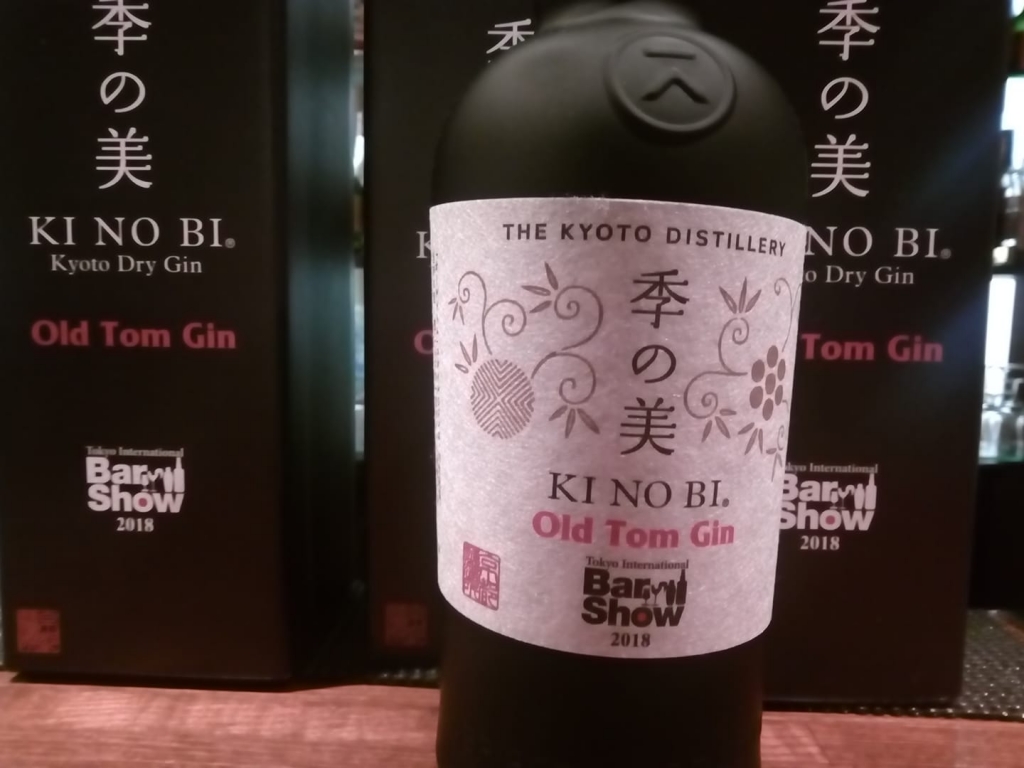 季の美
KI NO BI®
Kyoto Dry Gin
Old Tom Gin
Tokyo International
Bar
Show
2018
THE KYOTO DISTILLERY
季の美
KI NO BI®
Old Tom Gin
Tokyo International
Bar
Show
2018
季の美
NO BI®
o Dry Gin
Tom Gin
kyo International
Bar
Show
2018